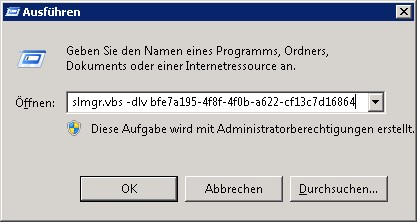 Ausführen
Geben Sie den Namen eines Programms, Ordners,
Dokuments oder einer Internetressource an.
Öffnen: slmgr.vbs -dlv bfe7a195-4f8f-4f0b-a622-cf13c7d16864
Diese Aufgabe wird mit Administratorberechtigungen erstellt.
OK Abbrechen Durchsuchen...